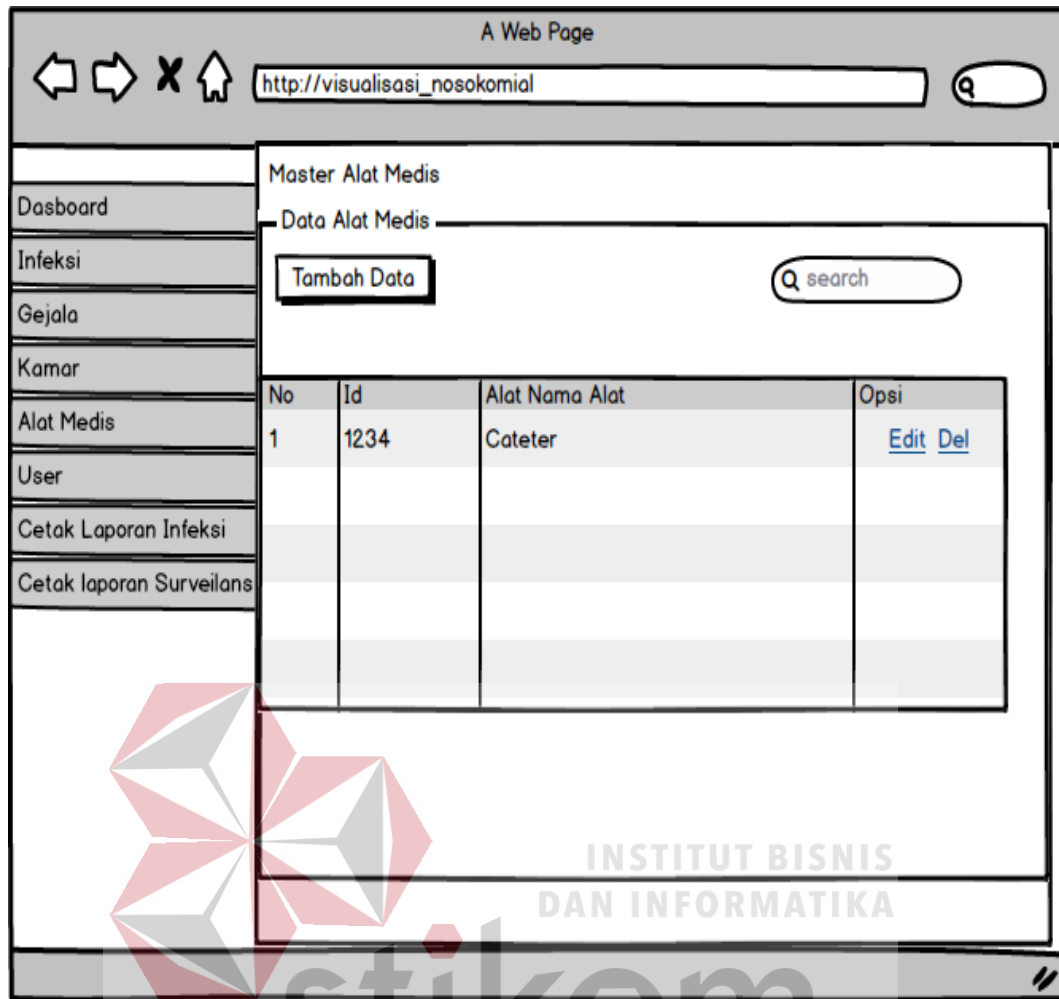 A Web Page
http://visualisasi_nosokomial
Dasboard
Infeksi
Gejala
Kamar
Alat Medis
User
Cetak Laporan Infeksi
Cetak laporan Surveilans
Master Alat Medis
Data Alat Medis
Tambah Data
search
No Id Alat Nama Alat Opsi
1 1234 Cateter Edit Del
INSTITUT BISNIS
DAN INFORMATIKA
stikom